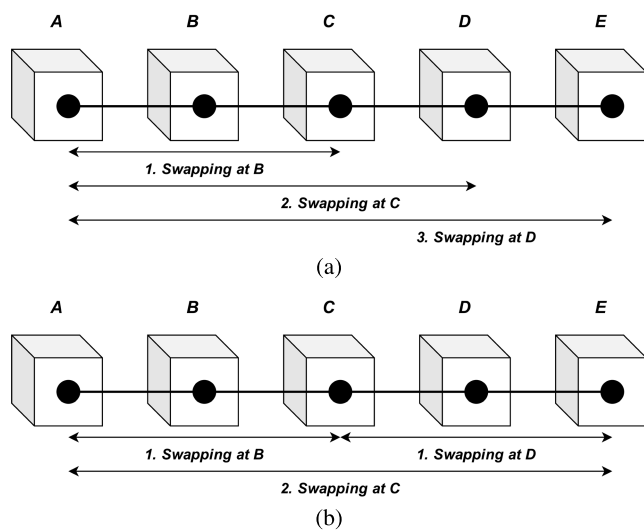 A B C D E
1. Swapping at B
2. Swapping at C
3. Swapping at D
(a)
A B C D E
1. Swapping at B 1. Swapping at D
2. Swapping at C
(b)